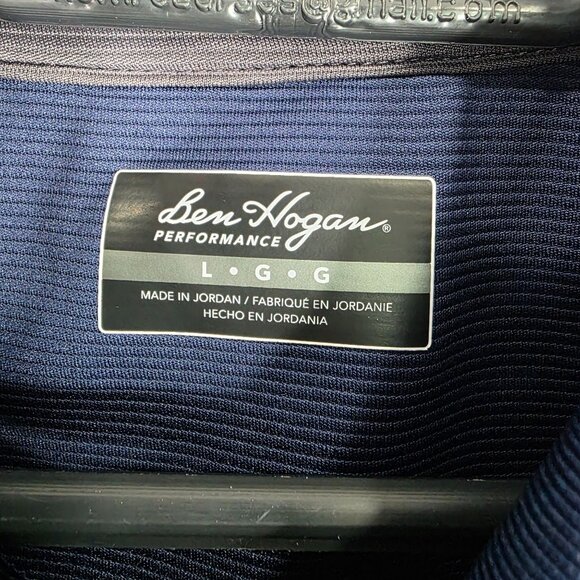 Ben Hogan®
PERFORMANCE
L • G • G
MADE IN JORDAN / FABRIQUÉ EN JORDANIE
HECHO EN JORDANIA